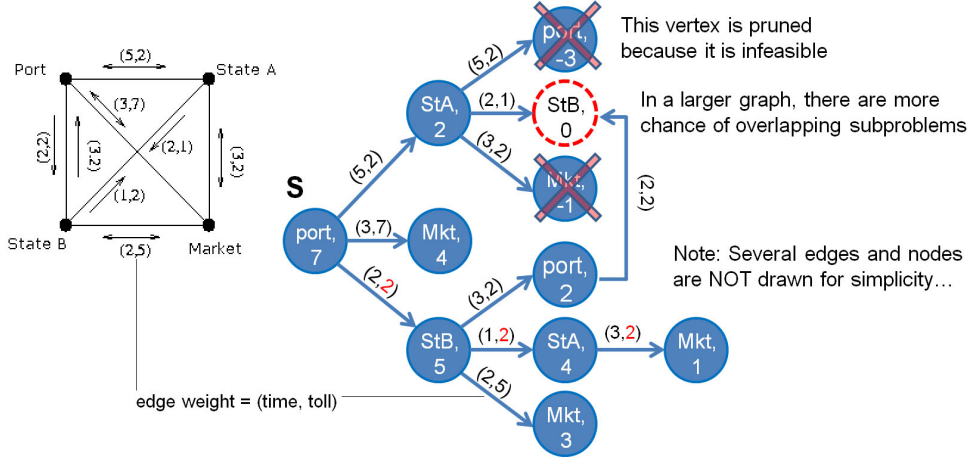 (5,2)
Port
State A
(3,7)
(2,2)
(3,2)
(2,1)
(3,2)
(1,2)
State B
(2,5)
Market
edge weight = (time, toll)
S
port,
7
(5,2)
(3,7)
(2,2)
StA,
2
Mkt,
4
StB,
5
(5,2)
(2,1)
(3,2)
port,
-3
StB,
0
Mkt,
-1
(3,2)
(1,2)
(2,5)
port,
2
StA,
4
Mkt,
3
(2,2)
(3,2)
Mkt,
1
This vertex is pruned
because it is infeasible
In a larger graph, there are more
chance of overlapping subproblems
Note: Several edges and nodes
are NOT drawn for simplicity…